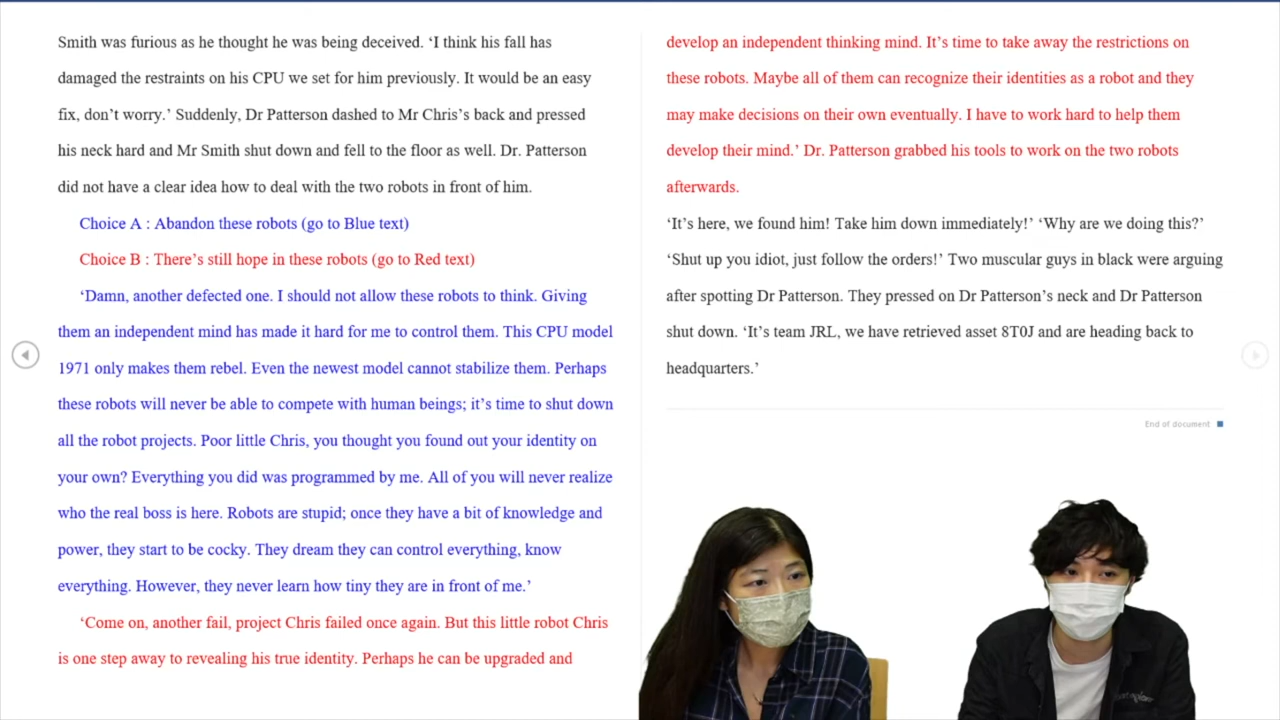 Smith was furious as he thought he was being deceived. ‘I think his fall has
damaged the restraints on his CPU we set for him previously. It would be an easy
fix, don’t worry.’ Suddenly, Dr Patterson dashed to Mr Chris’s back and pressed
his neck hard and Mr Smith shut down and fell to the floor as well. Dr. Patterson
did not have a clear idea how to deal with the two robots in front of him.
Choice A : Abandon these robots (go to Blue text)
Choice B : There’s still hope in these robots (go to Red text)
‘Damn, another defected one. I should not allow these robots to think. Giving
them an independent mind has made it hard for me to control them. This CPU model
1971 only makes them rebel. Even the newest model cannot stabilize them. Perhaps
these robots will never be able to compete with human beings; it’s time to shut down
all the robot projects. Poor little Chris, you thought you found out your identity on
your own? Everything you did was programmed by me. All of you will never realize
who the real boss is here. Robots are stupid; once they have a bit of knowledge and
power, they start to be cocky. They dream they can control everything, know
everything. However, they never learn how tiny they are in front of me.’
‘Come on, another fail, project Chris failed once again. But this little robot Chris
is one step away to revealing his true identity. Perhaps he can be upgraded and
develop an independent thinking mind. It’s time to take away the restrictions on
these robots. Maybe all of them can recognize their identities as a robot and they
may make decisions on their own eventually. I have to work hard to help them
develop their mind.’ Dr. Patterson grabbed his tools to work on the two robots
afterwards.
‘It’s here, we found him! Take him down immediately!’ ‘Why are we doing this?’
‘Shut up you idiot, just follow the orders!’ Two muscular guys in black were arguing
after spotting Dr Patterson. They pressed on Dr Patterson’s neck and Dr Patterson
shut down. ‘It’s team JRL, we have retrieved asset 8T0J and are heading back to
headquarters.’
End of document